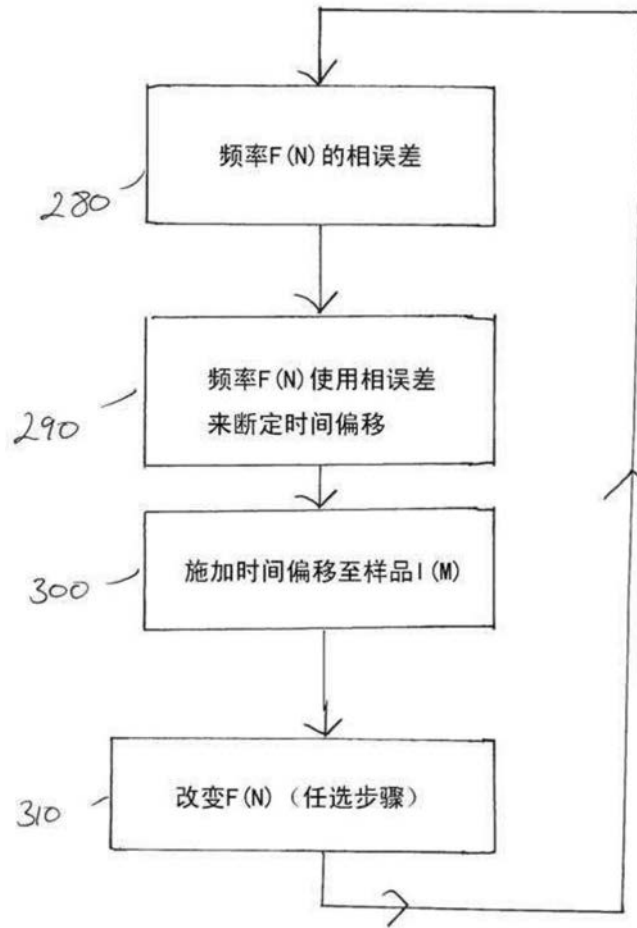 频率F(N)的相误差
280
频率F(N)使用相误差
来断定时间偏移
290
施加时间偏移至样品I(M)
300
改变F(N)（任选步骤）
310